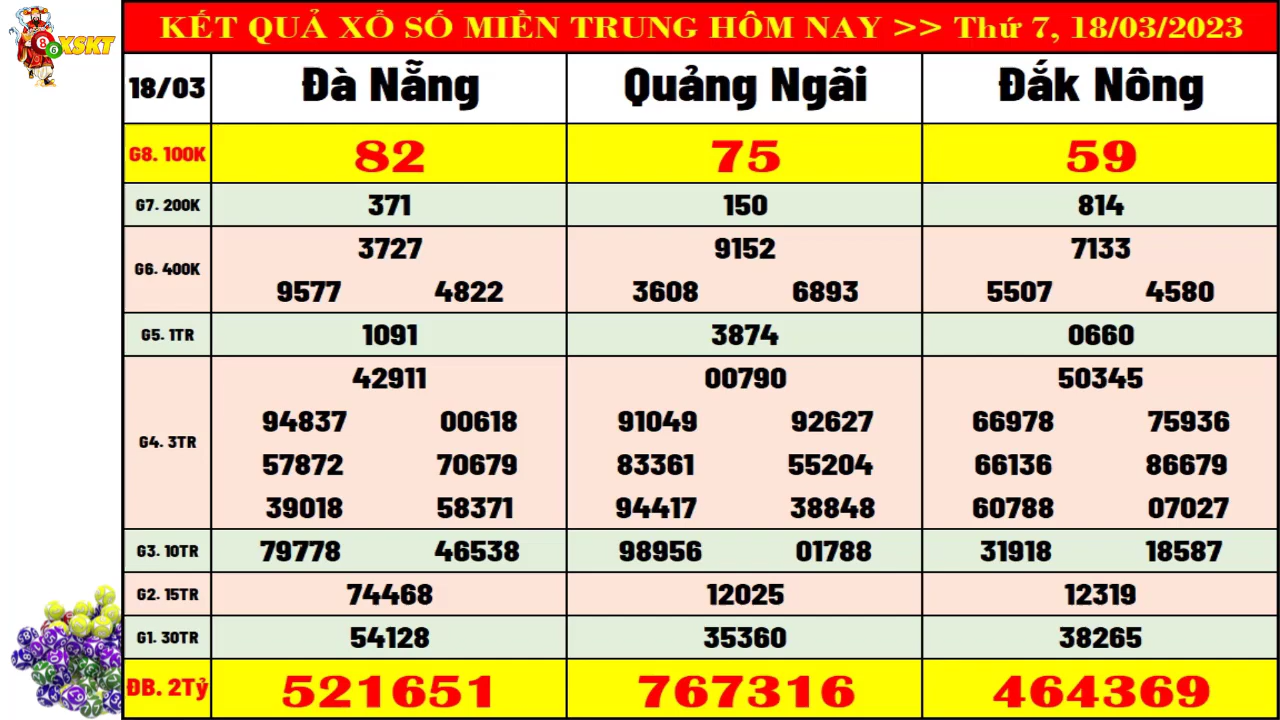 XSKT
KẾT QUẢ XỔ SỐ MIỀN TRUNG HÔM NAY >> Thứ 7, 18/03/2023
18/03 Đà Nẵng Quảng Ngãi Đắk Nông
G8. 100K 82 75 59
G7. 200K 371 150 814
3727 9152 7133
G6. 400K
9577 4822 3608 6893 5507 4580
G5. 1TR 1091 3874 0660
42911 00790 50345
94837 00618 91049 92627 66978 75936
G4. 3TR
57872 70679 83361 55204 66136 86679
39018 58371 94417 38848 60788 07027
G3. 10TR 79778 46538 98956 01788 31918 18587
G2. 15TR 74468 12025 12319
G1. 30TR 54128 35360 38265
ĐB. 2Tỷ 521651 767316 464369